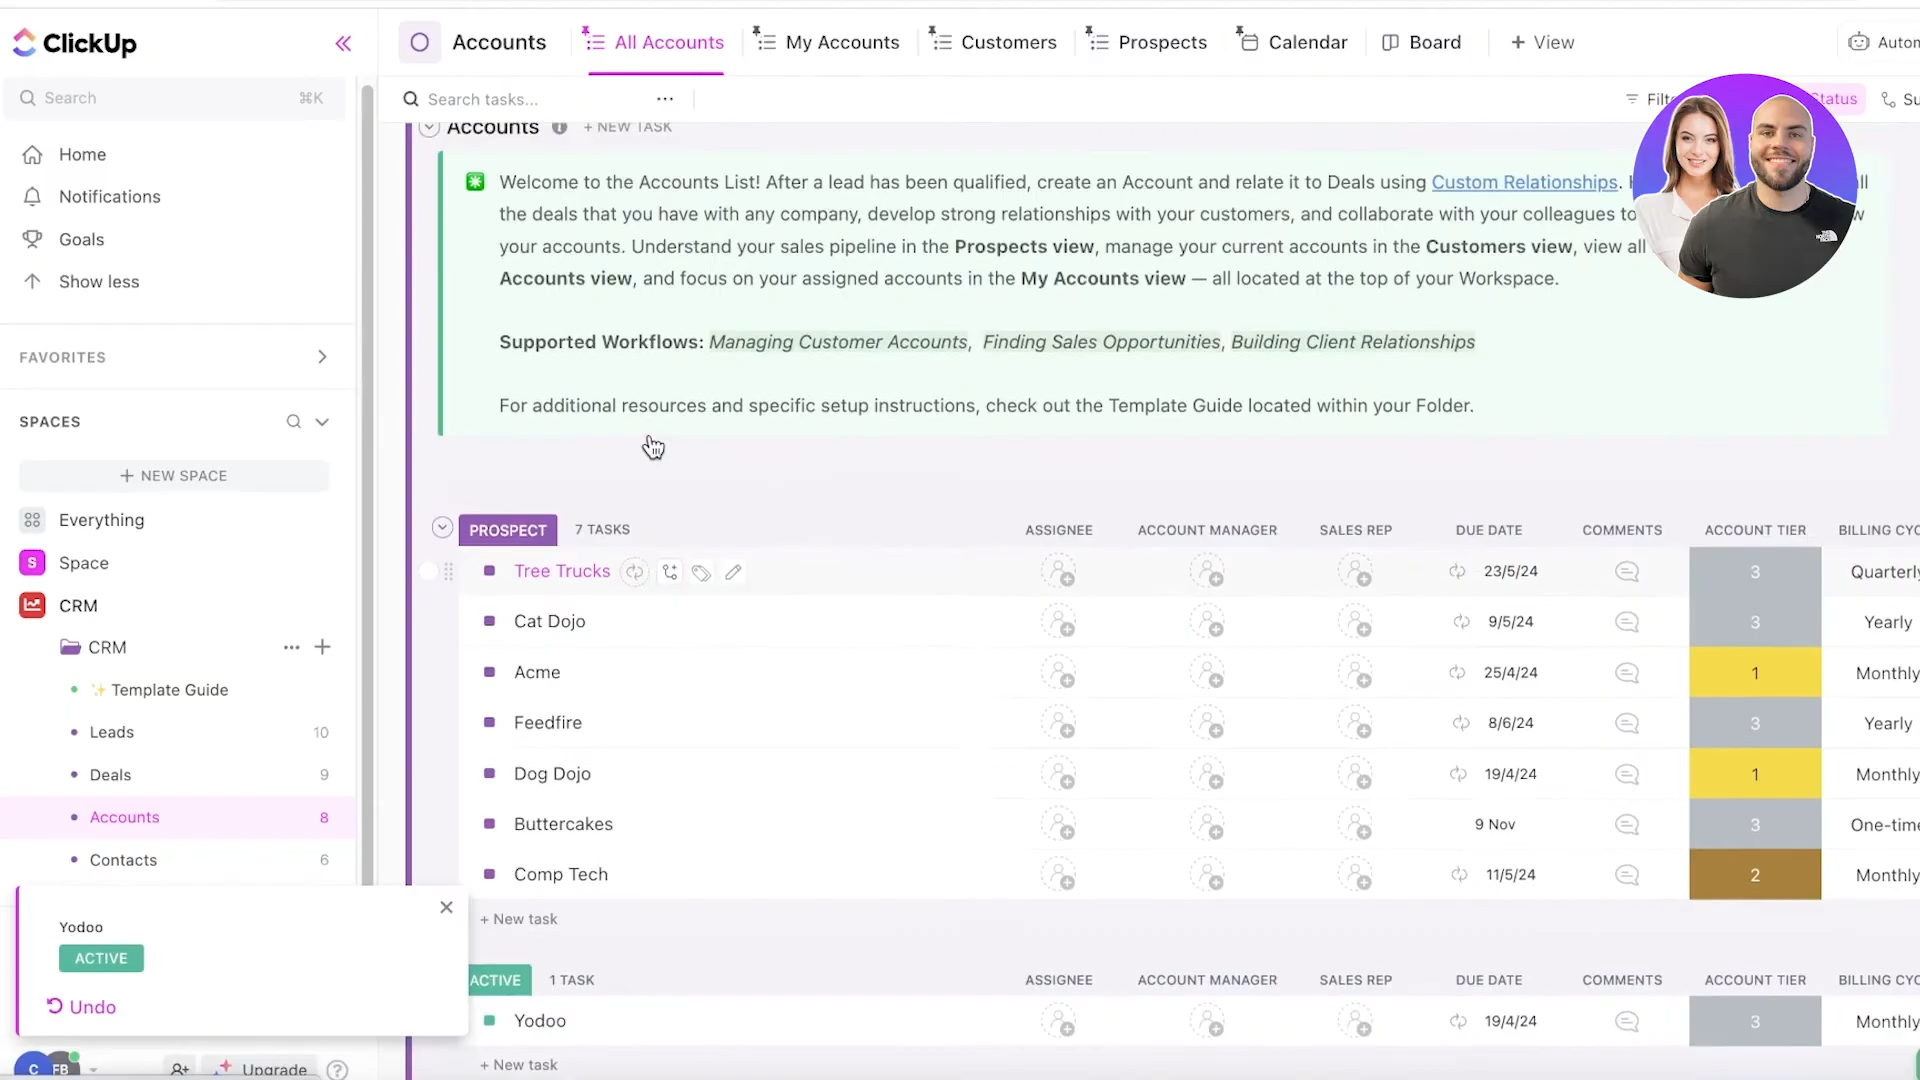 ClickUp
Accounts
All Accounts
My Accounts
Customers
Prospects
Calendar
Board
+ View
Search
⌘K
Search tasks...
Status
Accounts
+ NEW TASK
Home
Notifications
Goals
Show less
FAVORITES
SPACES
+ NEW SPACE
Everything
S Space
CRM
CRM
✨ Template Guide
Leads 10
Deals 9
Accounts 8
Contacts 6
Welcome to the Accounts List! After a lead has been qualified, create an Account and relate it to Deals using Custom Relationships.
the deals that you have with any company, develop strong relationships with your customers, and collaborate with your colleagues to
your accounts. Understand your sales pipeline in the Prospects view, manage your current accounts in the Customers view, view all
Accounts view, and focus on your assigned accounts in the My Accounts view — all located at the top of your Workspace.
Supported Workflows: Managing Customer Accounts, Finding Sales Opportunities, Building Client Relationships
For additional resources and specific setup instructions, check out the Template Guide located within your Folder.
PROSPECT 7 TASKS ASSIGNEE ACCOUNT MANAGER SALES REP DUE DATE COMMENTS ACCOUNT TIER BILLING CYC
Tree Trucks 23/5/24 3 Quarterly
Cat Dojo 9/5/24 3 Yearly
Acme 25/4/24 1 Monthly
Feedfire 8/6/24 3 Yearly
Dog Dojo 19/4/24 1 Monthly
Buttercakes 9 Nov 3 One-time
Comp Tech 11/5/24 2 Monthly
+ New task
ACTIVE 1 TASK ASSIGNEE ACCOUNT MANAGER SALES REP DUE DATE COMMENTS ACCOUNT TIER BILLING CYC
Yodoo 19/4/24 3 Monthly
+ New task
Yodoo
ACTIVE
Undo
C FB
Upgrade